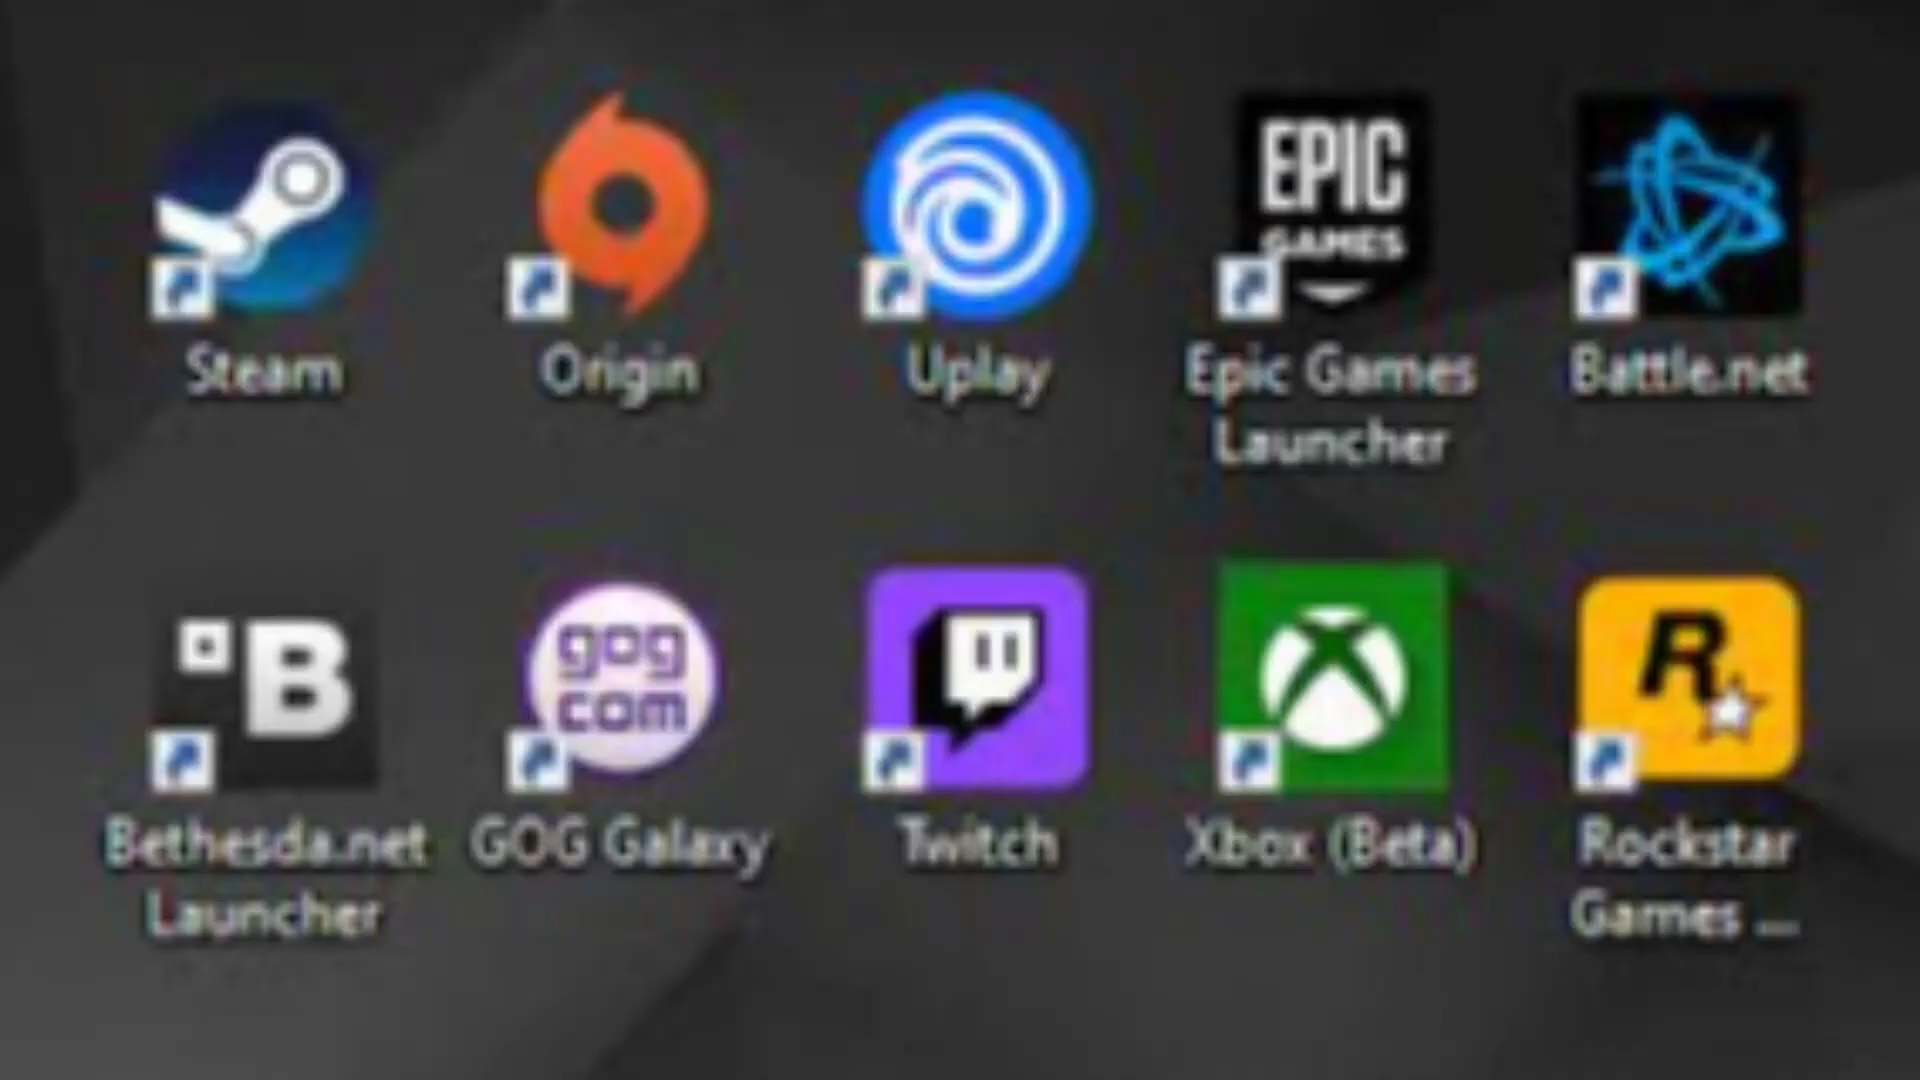 EPIC
GAMES
Steam
Origin
Uplay
Epic Games
Launcher
Battle.net
B
gog
com
R
Bethesda.net
Launcher
GOG Galaxy
Twitch
Xbox (Beta)
Rockstar
Games ...